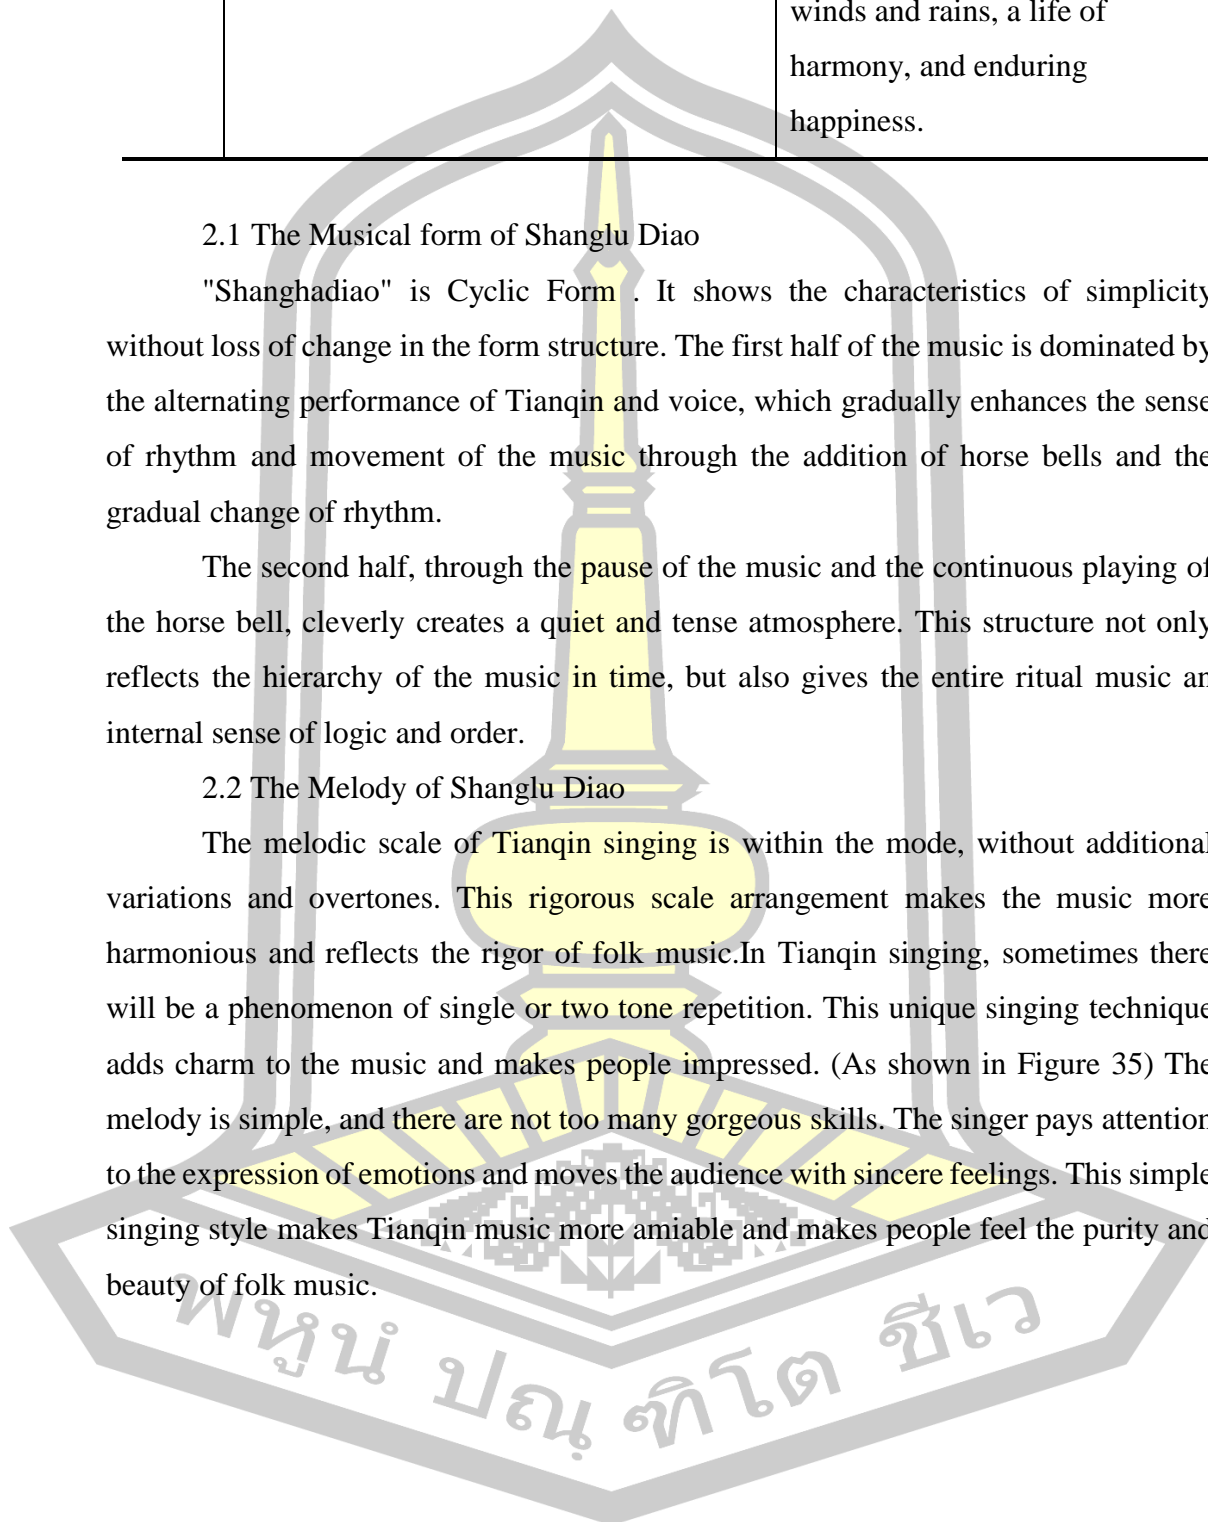 winds and rains, a life of
harmony, and enduring
happiness.
2.1 The Musical form of Shanglu Diao
"Shanghadiao" is Cyclic Form . It shows the characteristics of simplicity
without loss of change in the form structure. The first half of the music is dominated by
the alternating performance of Tianqin and voice, which gradually enhances the sense
of rhythm and movement of the music through the addition of horse bells and the
gradual change of rhythm.
The second half, through the pause of the music and the continuous playing of
the horse bell, cleverly creates a quiet and tense atmosphere. This structure not only
reflects the hierarchy of the music in time, but also gives the entire ritual music an
internal sense of logic and order.
2.2 The Melody of Shanglu Diao
The melodic scale of Tianqin singing is within the mode, without additional
variations and overtones. This rigorous scale arrangement makes the music more
harmonious and reflects the rigor of folk music.In Tianqin singing, sometimes there
will be a phenomenon of single or two tone repetition. This unique singing technique
adds charm to the music and makes people impressed. (As shown in Figure 35) The
melody is simple, and there are not too many gorgeous skills. The singer pays attention
to the expression of emotions and moves the audience with sincere feelings. This simple
singing style makes Tianqin music more amiable and makes people feel the purity and
beauty of folk music.
พหูนํ ปณฺฑิโต ชีเว